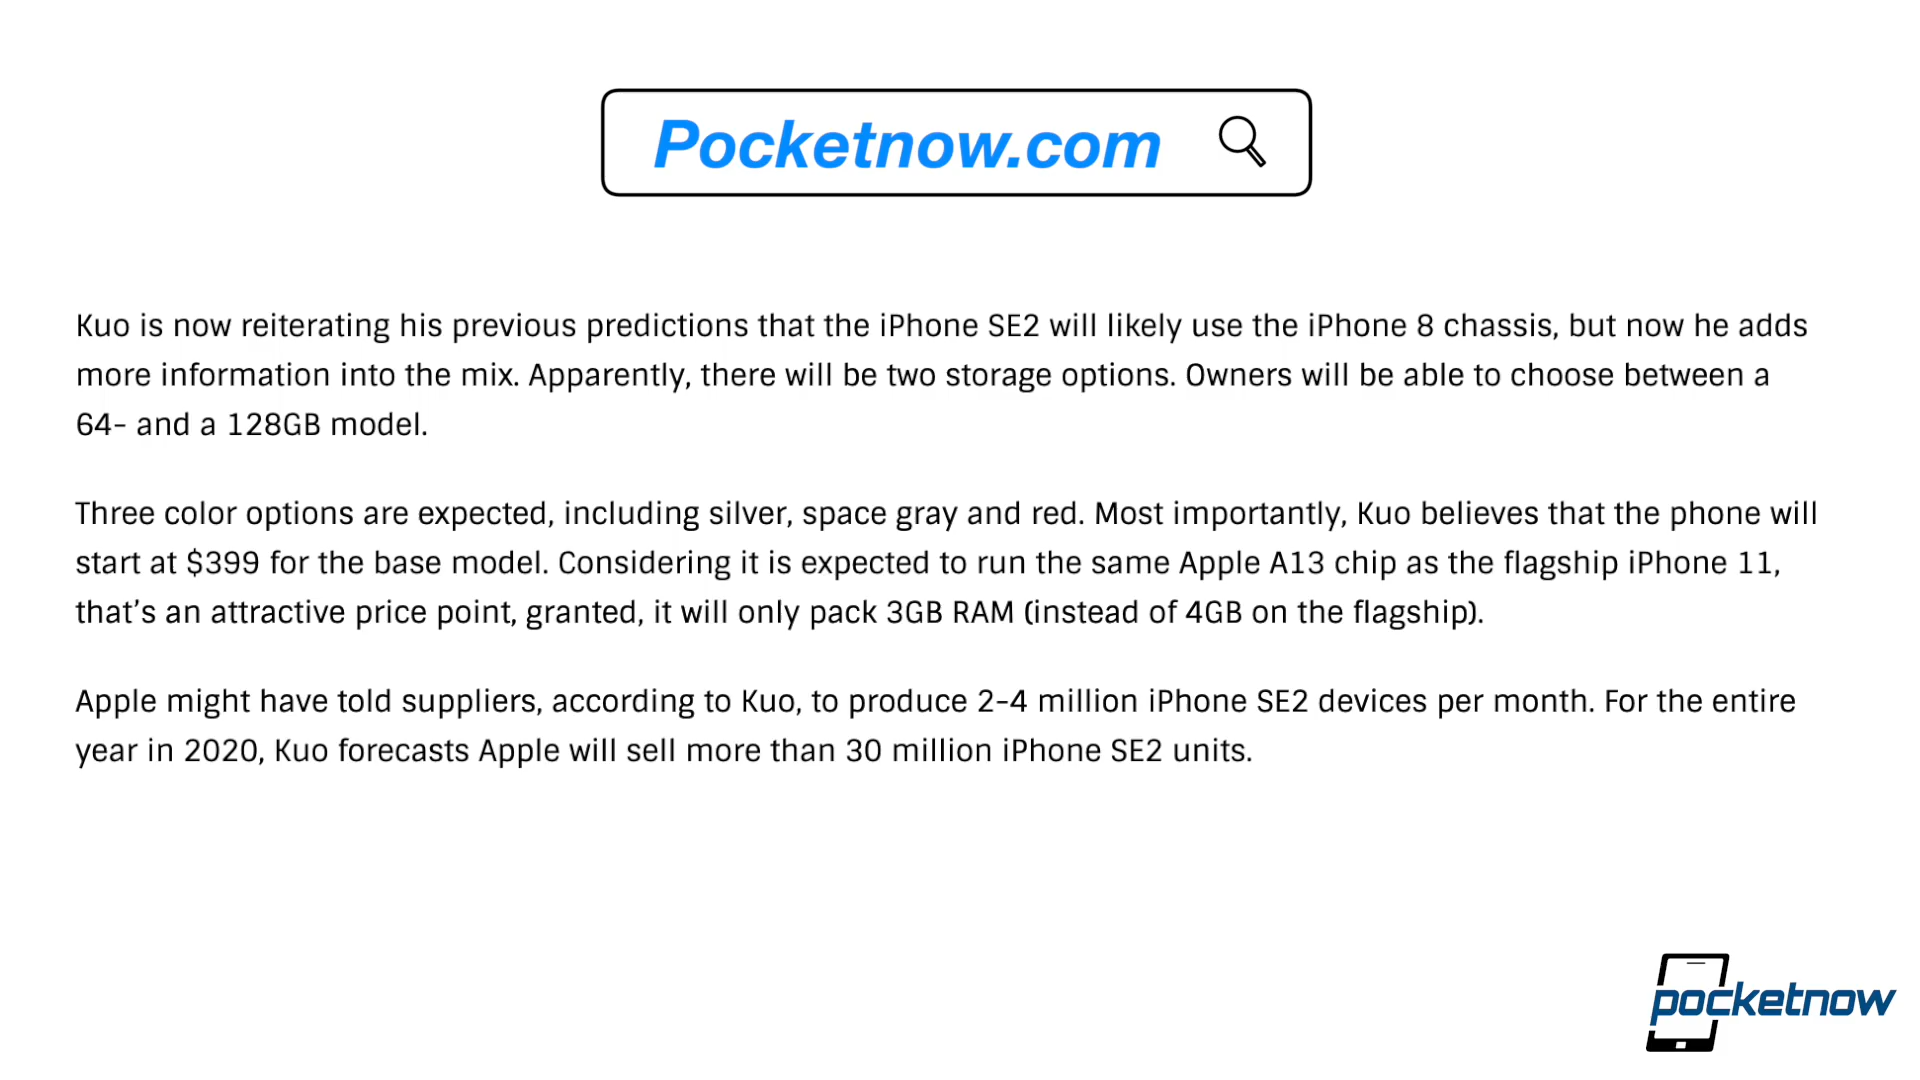 Pocketnow.com
Kuo is now reiterating his previous predictions that the iPhone SE2 will likely use the iPhone 8 chassis, but now he adds
more information into the mix. Apparently, there will be two storage options. Owners will be able to choose between a
64- and a 128GB model.
Three color options are expected, including silver, space gray and red. Most importantly, Kuo believes that the phone will
start at $399 for the base model. Considering it is expected to run the same Apple A13 chip as the flagship iPhone 11,
that’s an attractive price point, granted, it will only pack 3GB RAM (instead of 4GB on the flagship).
Apple might have told suppliers, according to Kuo, to produce 2-4 million iPhone SE2 devices per month. For the entire
year in 2020, Kuo forecasts Apple will sell more than 30 million iPhone SE2 units.
pocketnow